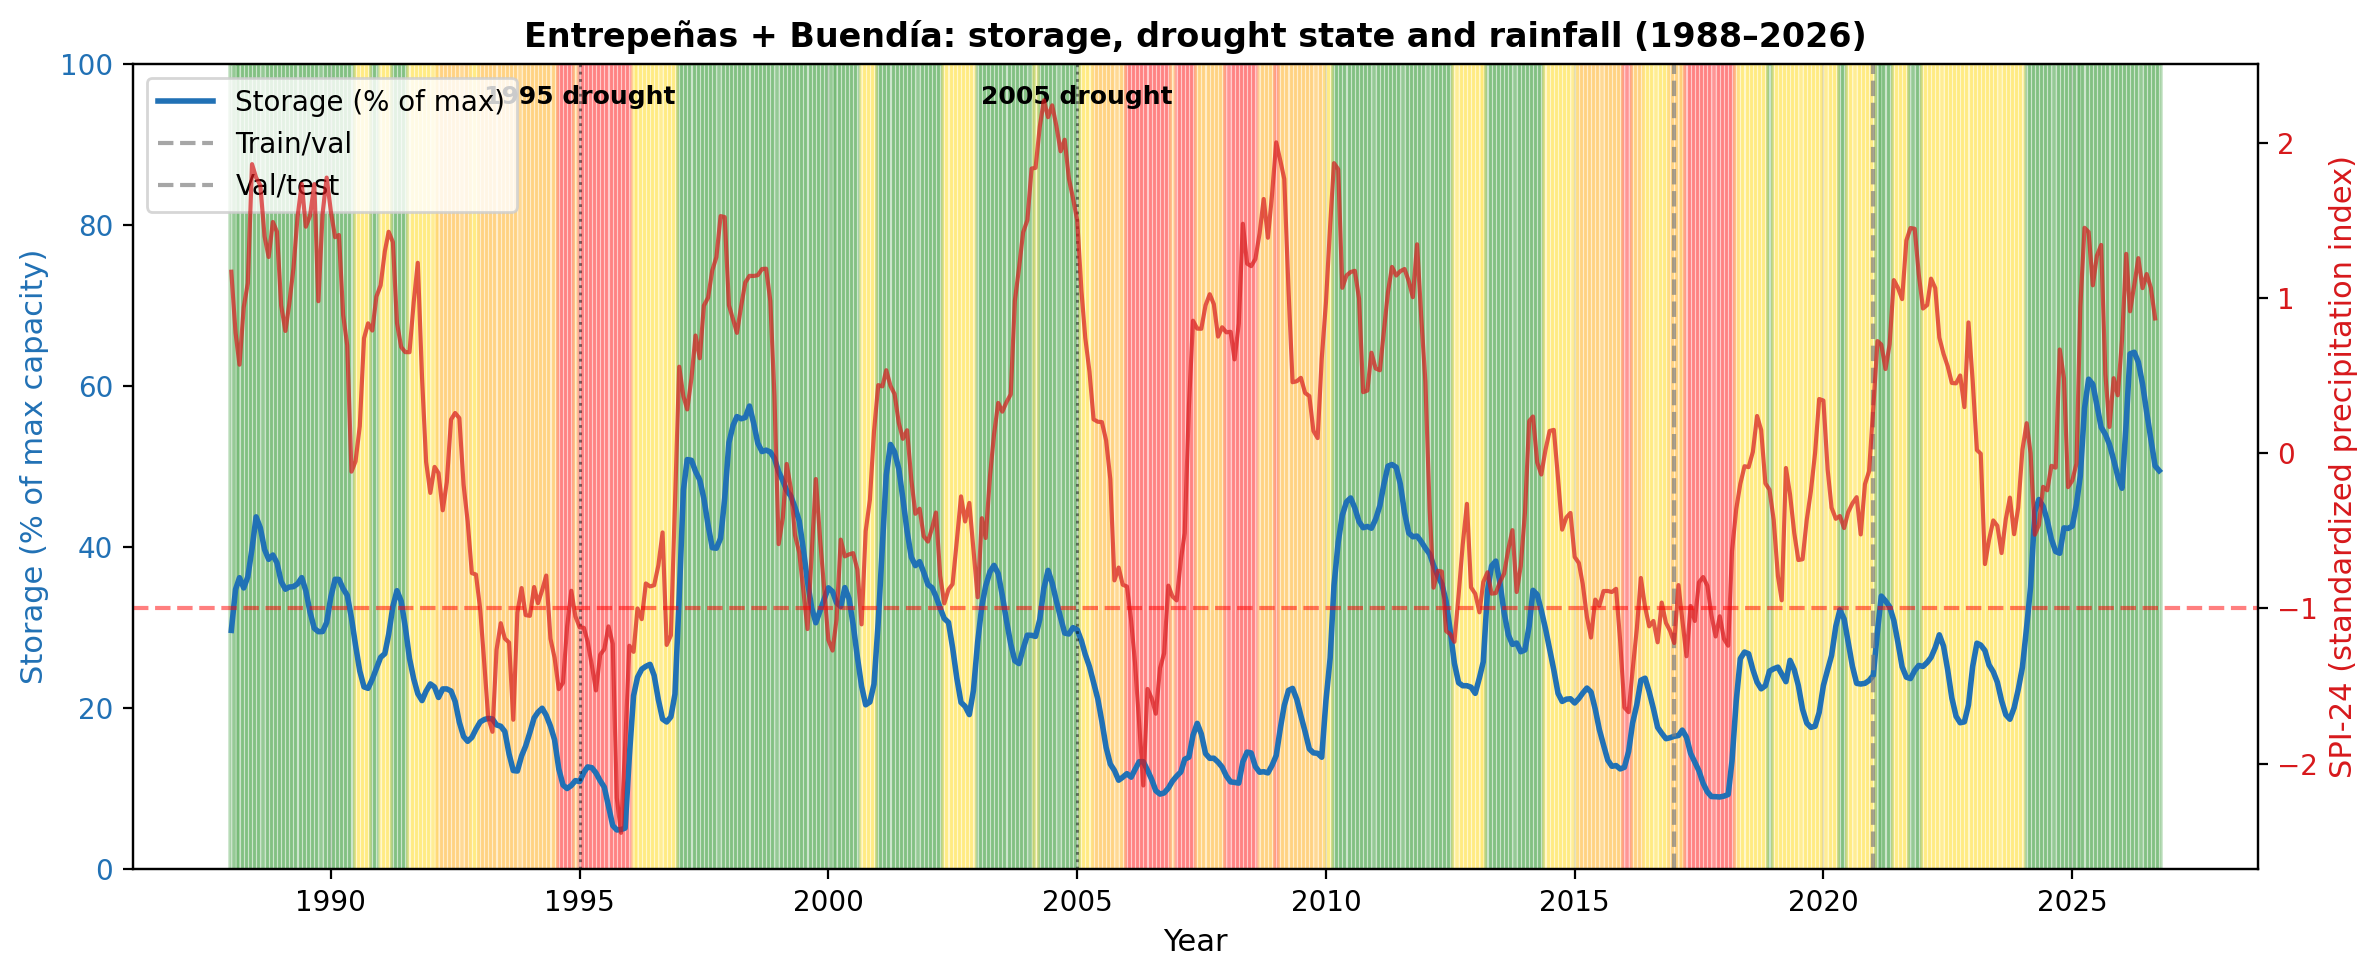 Entrepeñas + Buendía: storage, drought state and rainfall (1988–2026)
Storage (% of max)
Train/val
Val/test
1995 drought
2005 drought
Storage (% of max capacity)
100
80
60
40
20
0
SPI-24 (standardized precipitation index)
2
1
0
−1
−2
1990
1995
2000
2005
2010
2015
2020
2025
Year